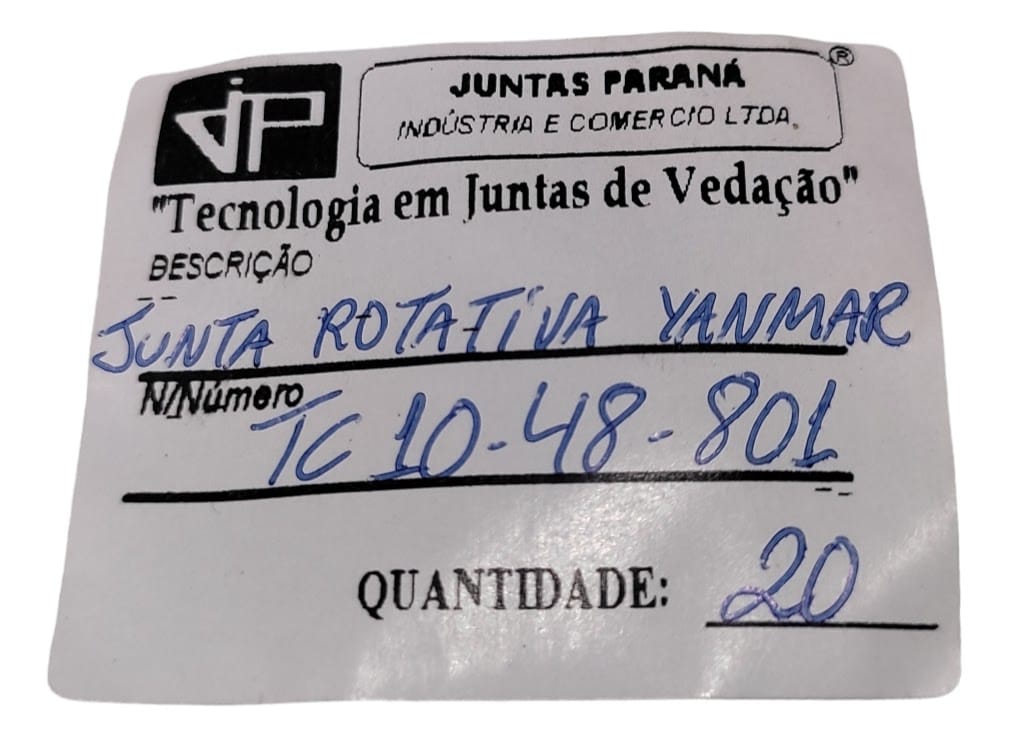 JP
JUNTAS PARANÁ ®
INDÚSTRIA E COMERCIO LTDA.
"Tecnologia em Juntas de Vedação"
DESCRIÇÃO
JUNTA ROTATIVA YANMAR
N/Número
TC 10-48-801
QUANTIDADE: 20